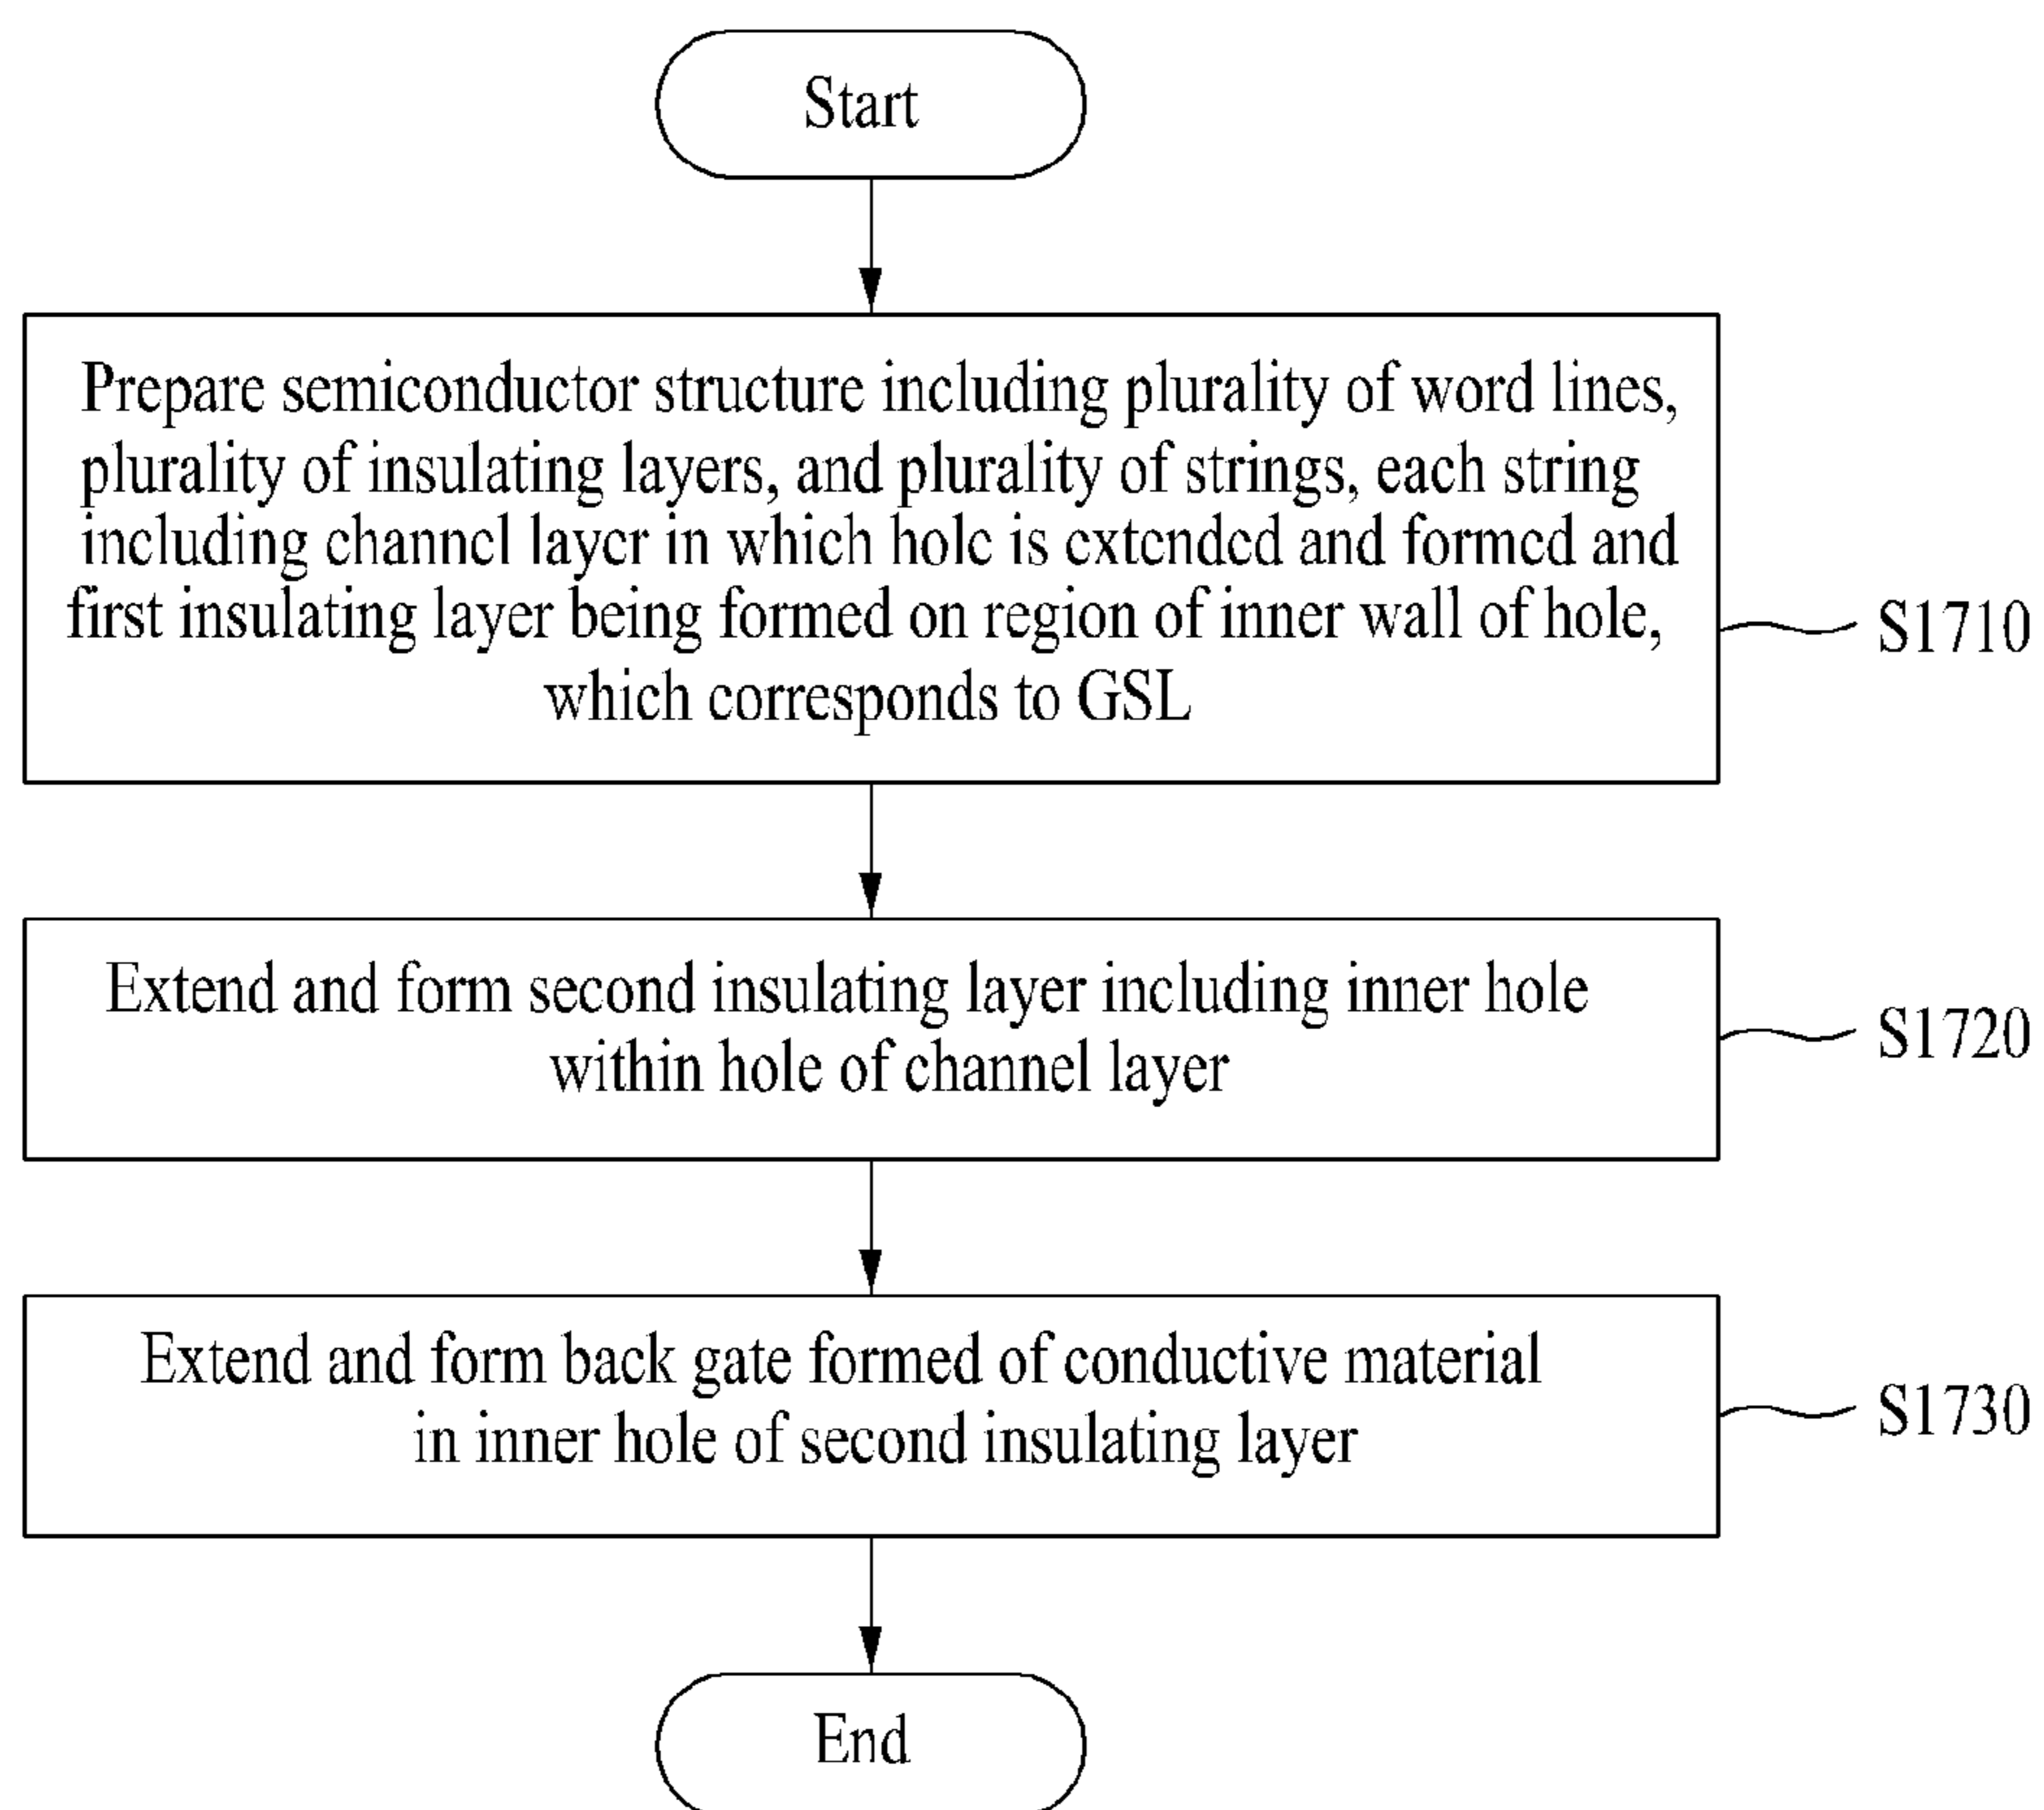 Start
Prepare semiconductor structure including plurality of word lines,
plurality of insulating layers, and plurality of strings, each string
including channel layer in which hole is extended and formed and
first insulating layer being formed on region of inner wall of hole,
which corresponds to GSL
S1710
Extend and form second insulating layer including inner hole
within hole of channel layer
S1720
Extend and form back gate formed of conductive material
in inner hole of second insulating layer
S1730
End